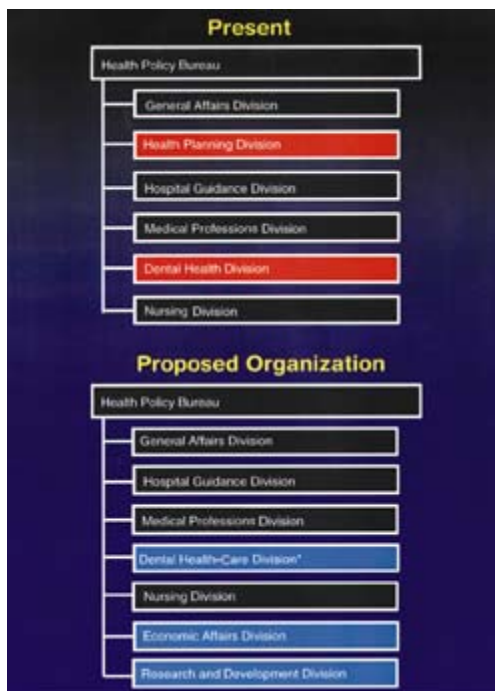 Present
Health Policy Bureau
General Affairs Division
Health Planning Division
Hospital Guidance Division
Medical Professions Division
Dental Health Division
Nursing Division
Proposed Organization
Health Policy Bureau
General Affairs Division
Hospital Guidance Division
Medical Professions Division
Dental Health-Care Division*
Nursing Division
Economic Affairs Division
Research and Development Division